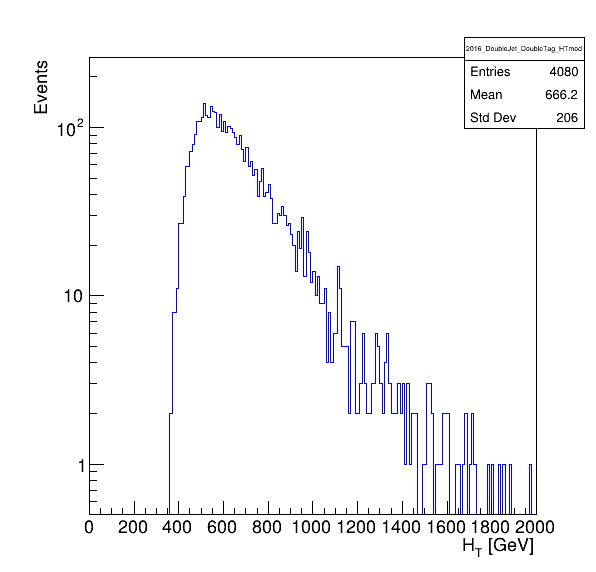 2016_DoubleJet_DoubleTag_HTmod
Entries 4080
Mean 666.2
Std Dev 206
Events
10²
10
1
0 200 400 600 800 1000 1200 1400 1600 1800 2000
H_T [GeV]